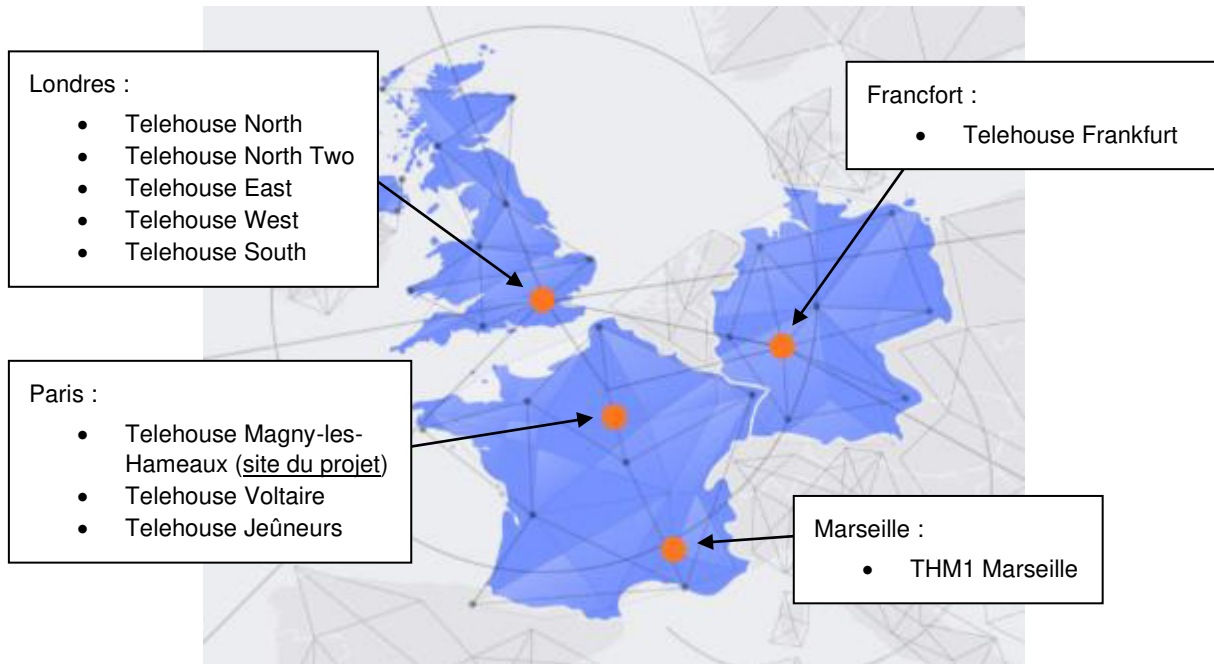 Londres :
• Telehouse North
• Telehouse North Two
• Telehouse East
• Telehouse West
• Telehouse South
Francfort :
• Telehouse Frankfurt
Paris :
• Telehouse Magny-les-
Hameaux (site du projet)
• Telehouse Voltaire
• Telehouse Jeûneurs
Marseille :
• THM1 Marseille